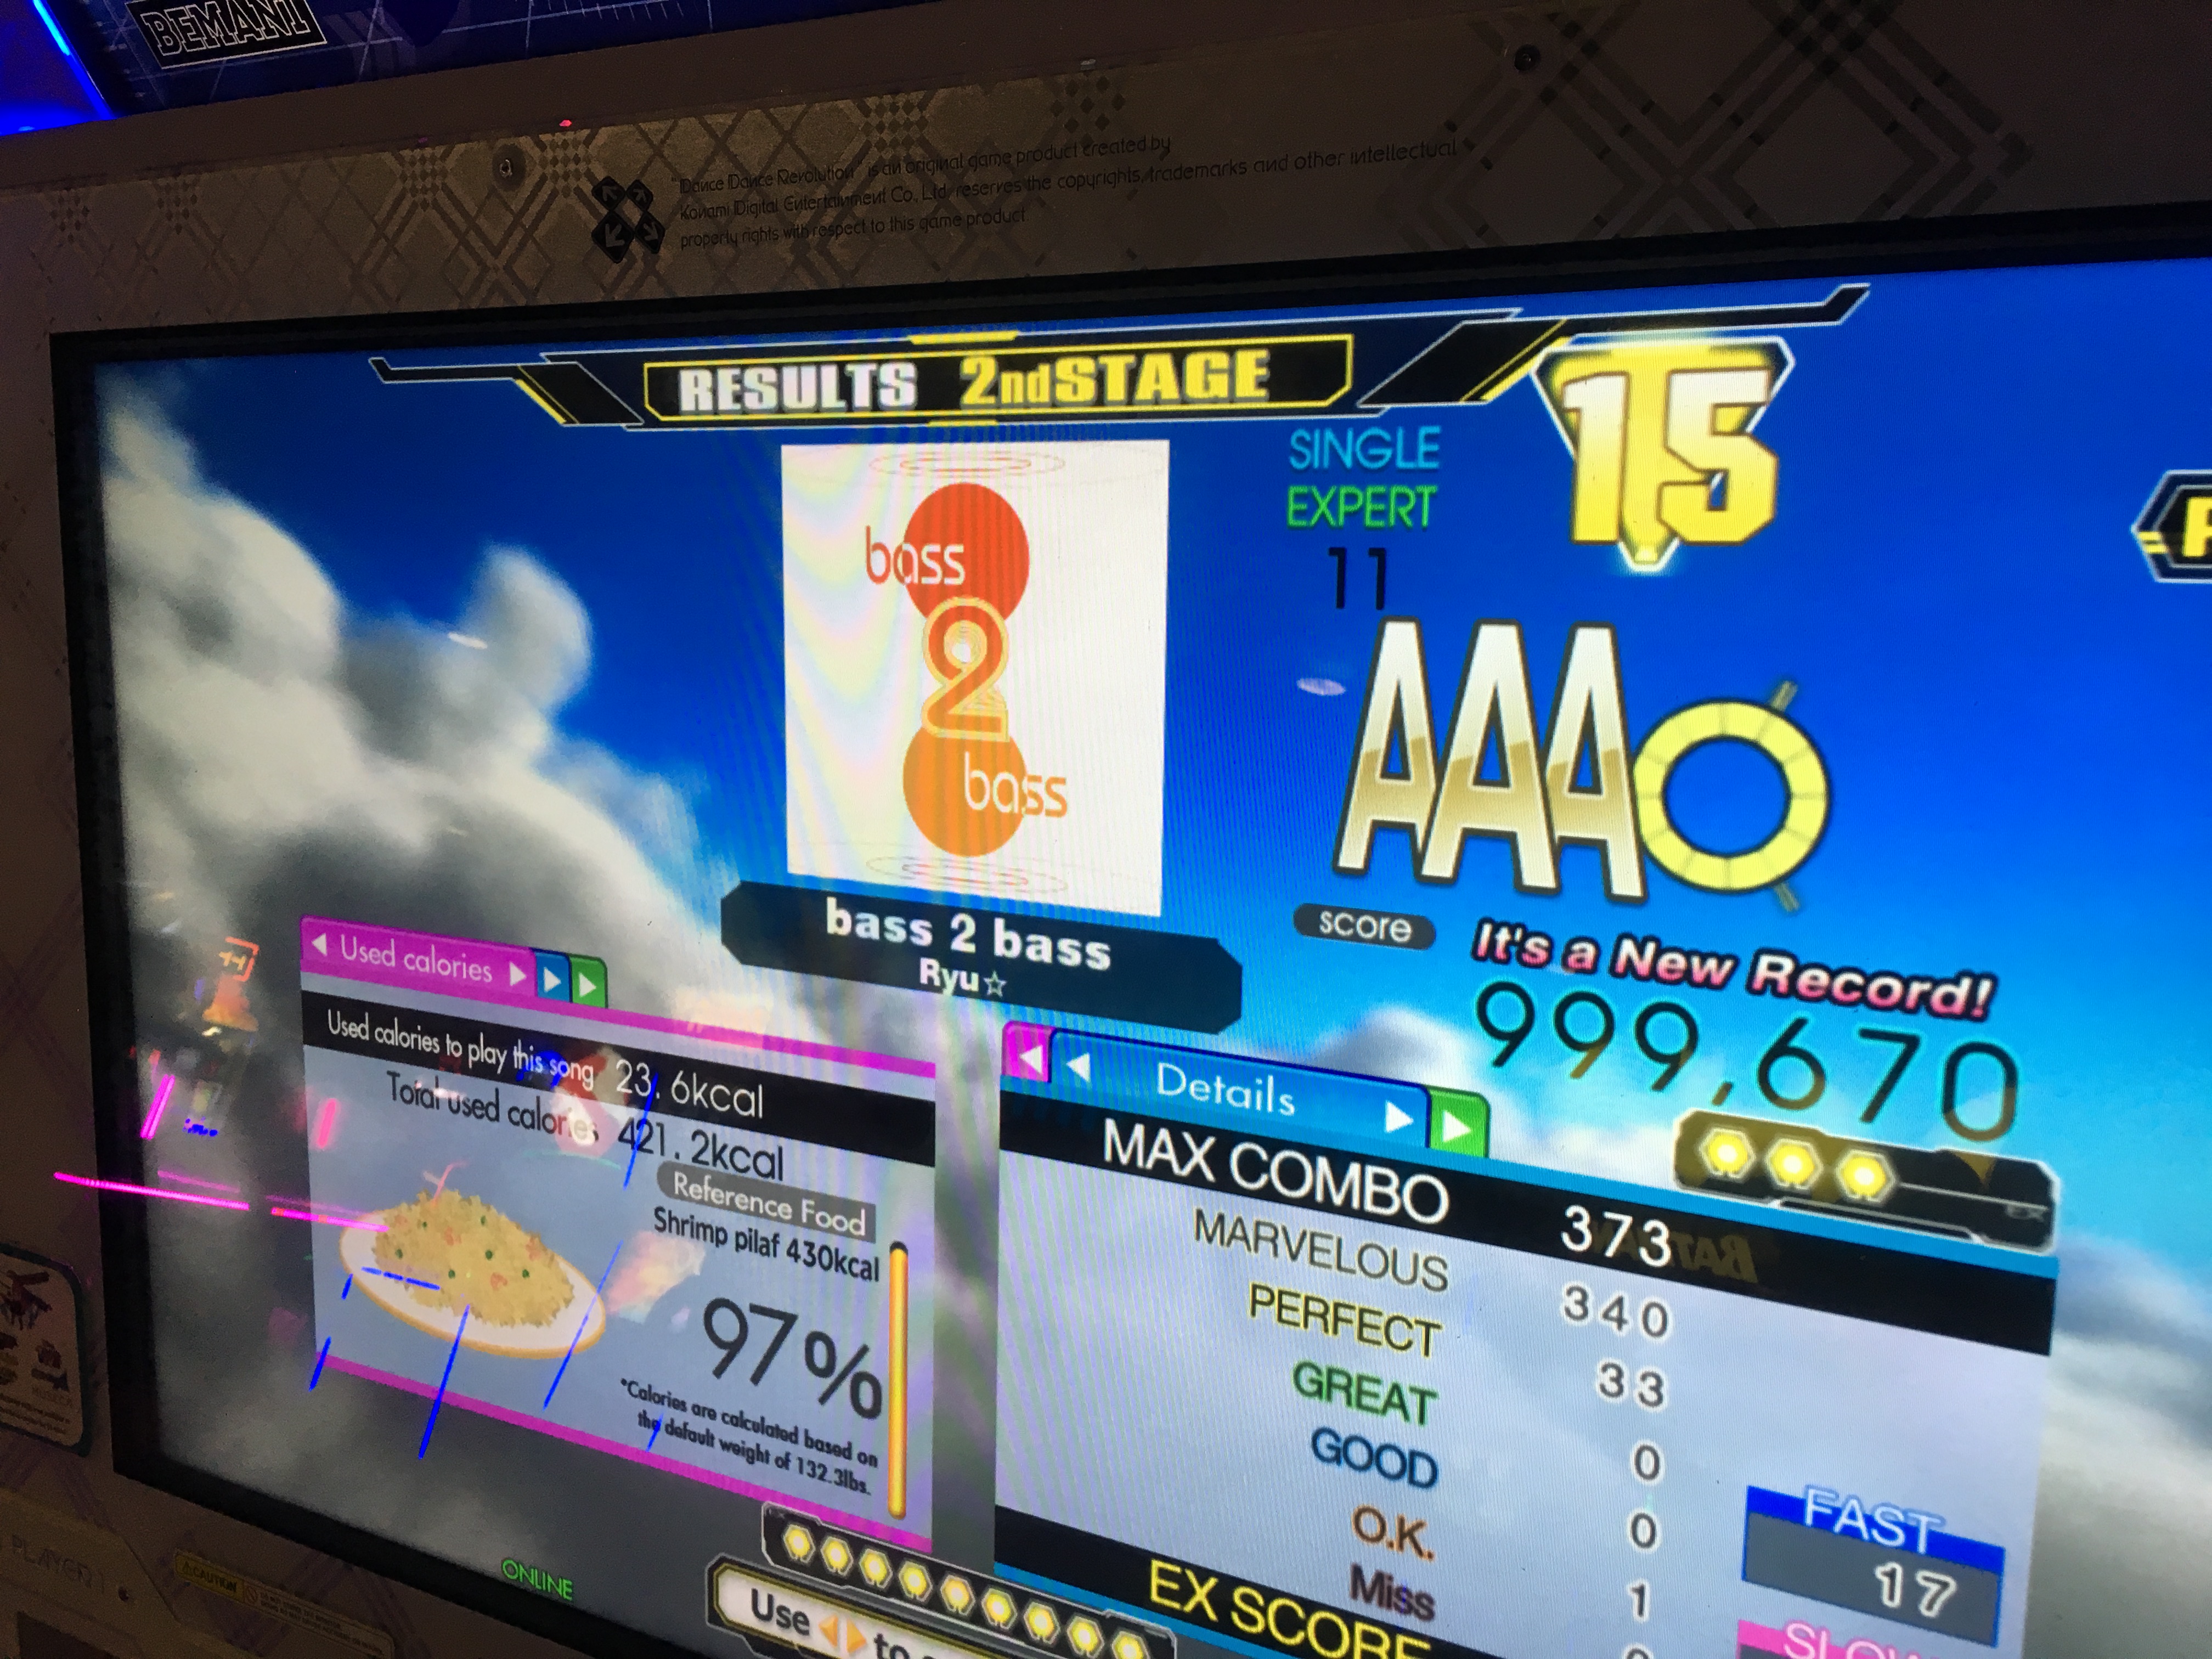 BEMANI
"Dance Dance Revolution" is an original game product created by
Konami Digital Entertainment Co., Ltd. reserves the copyrights, trademarks and other intellectual
property rights with respect to this game product
RESULTS 2ndSTAGE
15
SINGLE
EXPERT
11
bass
2
bass
AAA
bass 2 bass
Ryu☆
score
It's a New Record!
999,670
Used calories
Used calories to play this song 23.6kcal
Total used calories 421.2kcal
Reference Food
Shrimp pilaf 430kcal
97%
*Calories are calculated based on
the default weight of 132.3lbs.
Details
EX
MAX COMBO 373
MARVELOUS 340
PERFECT 33
GREAT 0
GOOD 0
O.K. 1
Miss 0
EX SCORE
FAST
17
SLOW
ONLINE
Use to
PLAYER
CAUTION